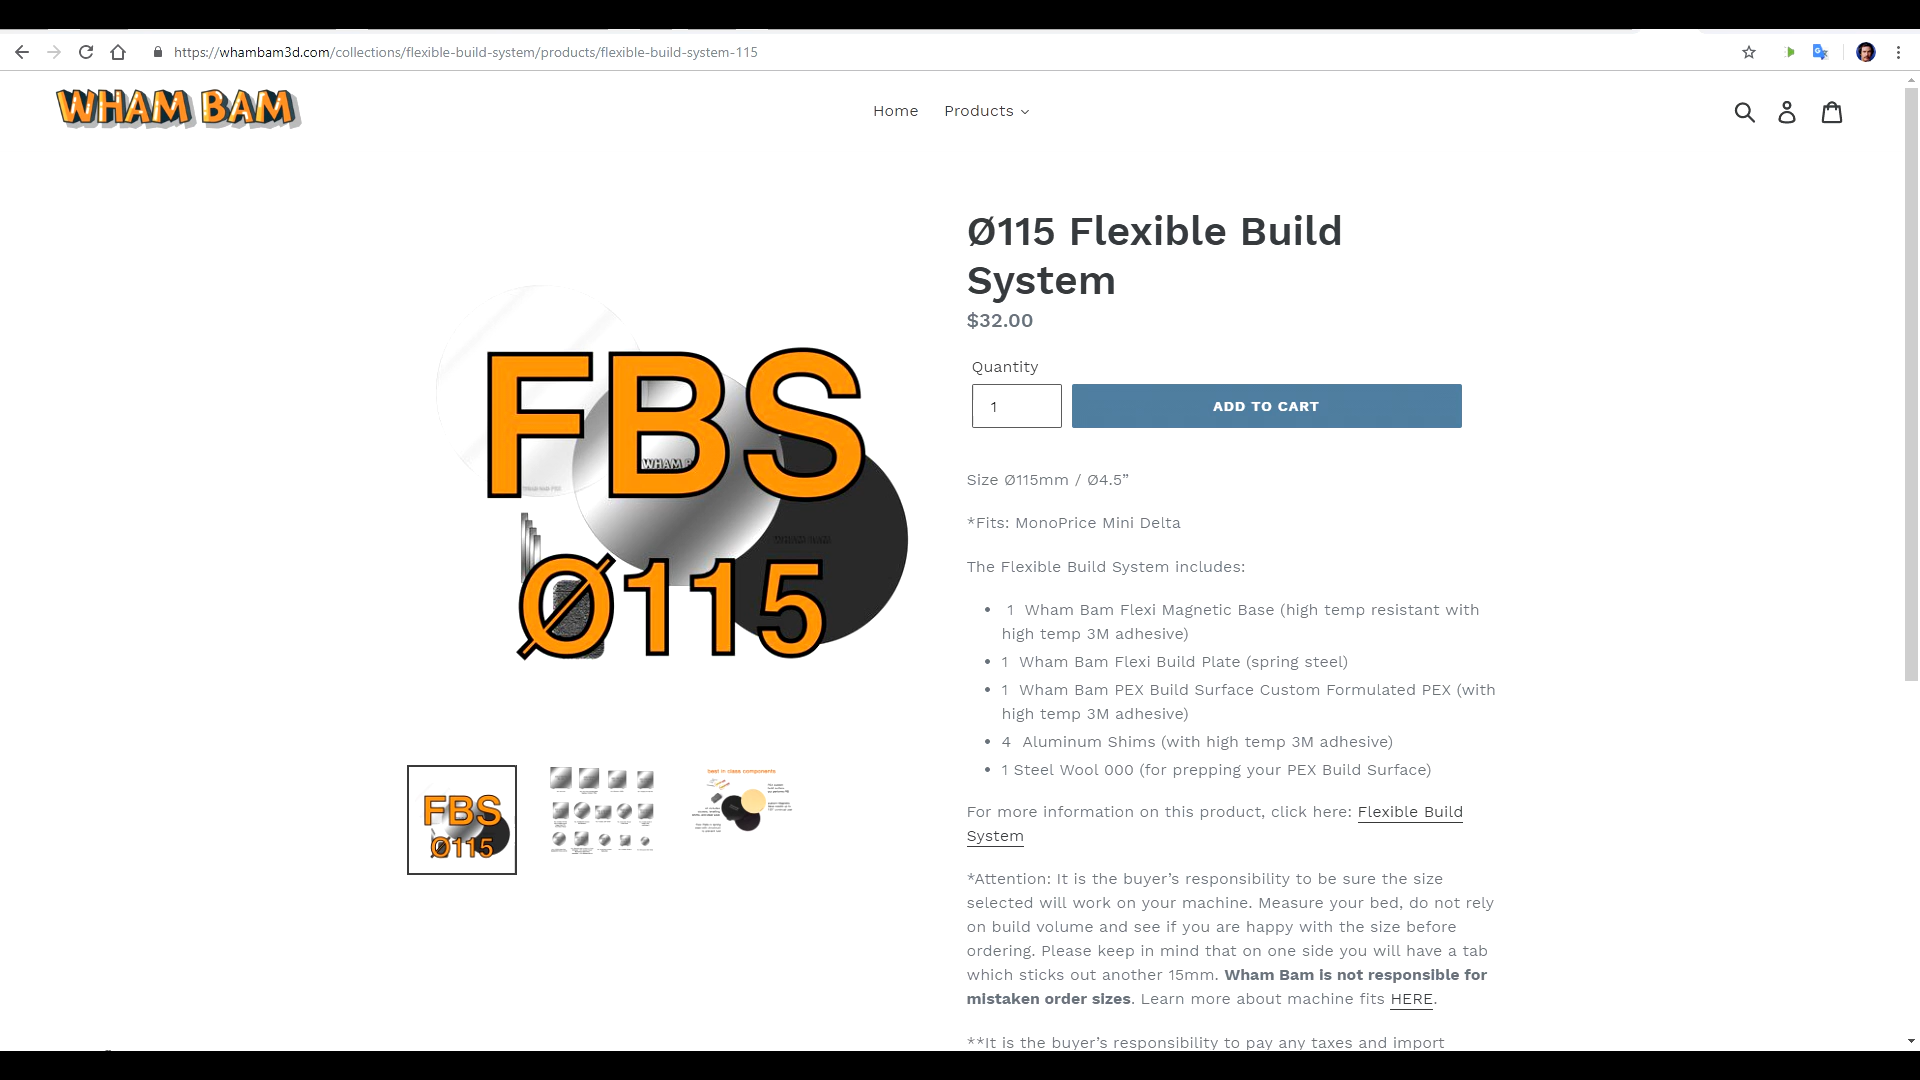 https://whambam3d.com/collections/flexible-build-system/products/flexible-build-system-115
WHAM BAM
Home
Products
Ø115 Flexible Build
System
$32.00
Quantity
1
ADD TO CART
FBS
WHAM B
WHAM BAM
Ø115
Size Ø115mm / Ø4.5”
*Fits: MonoPrice Mini Delta
The Flexible Build System includes:
• 1 Wham Bam Flexi Magnetic Base (high temp resistant with
high temp 3M adhesive)
• 1 Wham Bam Flexi Build Plate (spring steel)
• 1 Wham Bam PEX Build Surface Custom Formulated PEX (with
high temp 3M adhesive)
• 4 Aluminum Shims (with high temp 3M adhesive)
• 1 Steel Wool 000 (for prepping your PEX Build Surface)
FBS
Ø115
best in class components
For more information on this product, click here: Flexible Build
System
*Attention: It is the buyer’s responsibility to be sure the size
selected will work on your machine. Measure your bed, do not rely
on build volume and see if you are happy with the size before
ordering. Please keep in mind that on one side you will have a tab
which sticks out another 15mm. Wham Bam is not responsible for
mistaken order sizes. Learn more about machine fits HERE.
**It is the buyer’s responsibility to pay any taxes and import